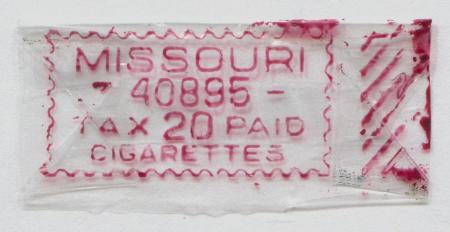 MISSOURI
- 40895 -
TAX 20 PAID
CIGARETTES